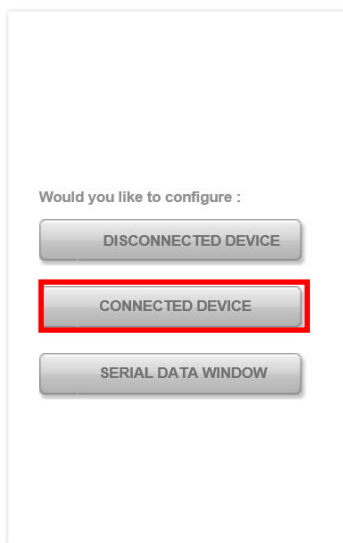 Would you like to configure :
DISCONNECTED DEVICE
CONNECTED DEVICE
SERIAL DATA WINDOW